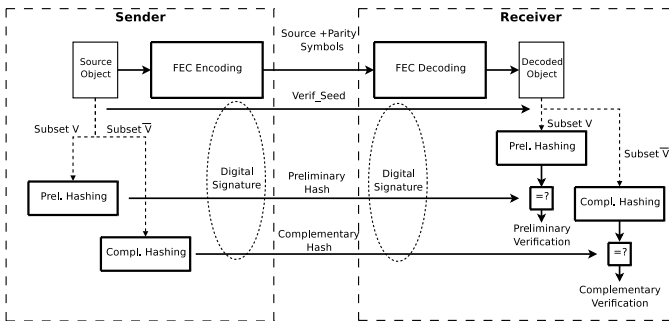 Sender
Receiver
Source
Object
FEC Encoding
Source +Parity
Symbols
FEC Decoding
Decoded
Object
Verif_Seed
Subset V
Subset V̅
Subset V
Subset V̅
Prel. Hashing
Digital
Signature
Preliminary
Hash
Digital
Signature
Prel. Hashing
=?
Compl. Hashing
Preliminary
Verification
Compl. Hashing
Complementary
Hash
=?
Complementary
Verification